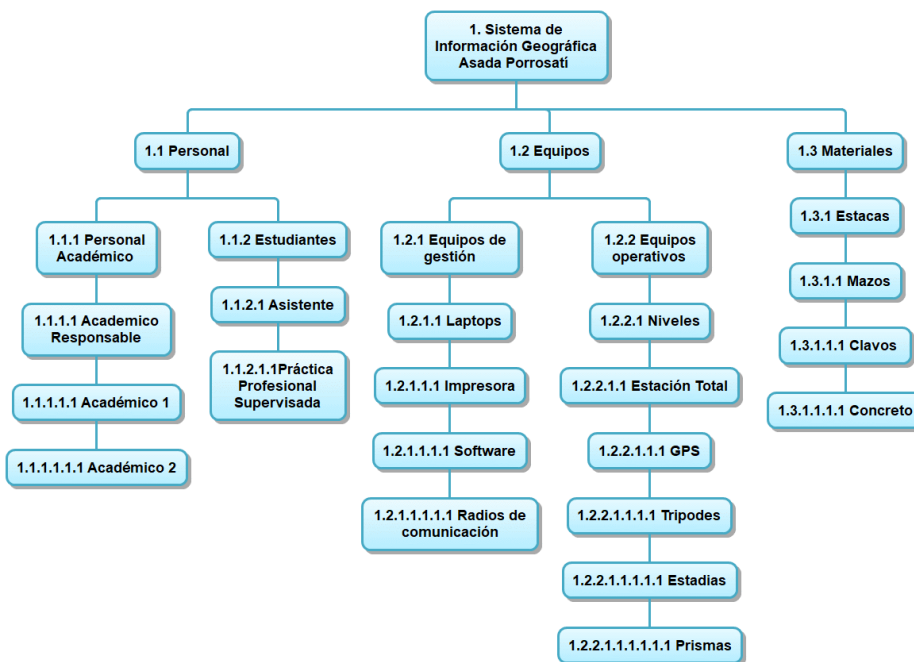 1. Sistema de
Información Geográfica
Asada Porrosatí
1.1 Personal
1.2 Equipos
1.3 Materiales
1.1.1 Personal
Académico
1.1.2 Estudiantes
1.2.1 Equipos de
gestión
1.2.2 Equipos
operativos
1.3.1 Estacas
1.1.1.1 Academico
Responsable
1.1.2.1 Asistente
1.2.1.1 Laptops
1.2.2.1 Niveles
1.3.1.1 Mazos
1.1.1.1.1 Académico 1
1.1.2.1.1Práctica
Profesional
Supervisada
1.2.1.1.1 Impresora
1.2.2.1.1 Estación Total
1.3.1.1.1 Clavos
1.1.1.1.1.1 Académico 2
1.2.1.1.1.1 Software
1.2.2.1.1.1 GPS
1.3.1.1.1.1 Concreto
1.2.1.1.1.1.1 Radios de
comunicación
1.2.2.1.1.1.1 Tripodes
1.2.2.1.1.1.1.1 Estadias
1.2.2.1.1.1.1.1.1 Prismas